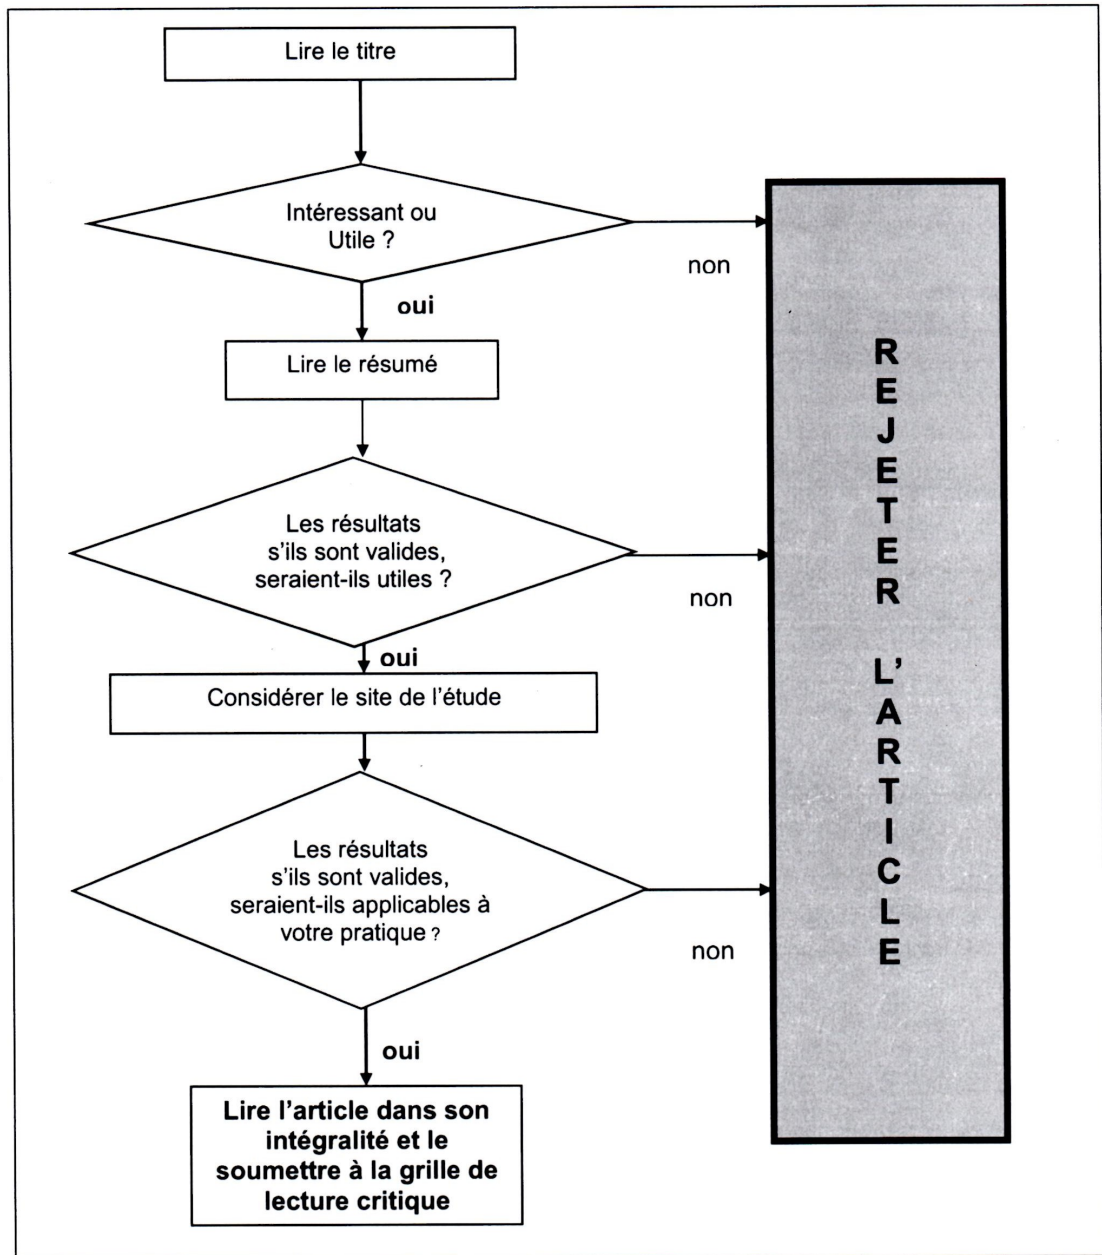 Lire le titre
Intéressant ou
Utile ?
non
oui
Lire le résumé
Les résultats
s'ils sont valides,
seraient-ils utiles ?
non
oui
Considérer le site de l'étude
Les résultats
s'ils sont valides,
seraient-ils applicables à
votre pratique ?
non
oui
Lire l'article dans son
intégralité et le
soumettre à la grille de
lecture critique
REJETER L'ARTICLE